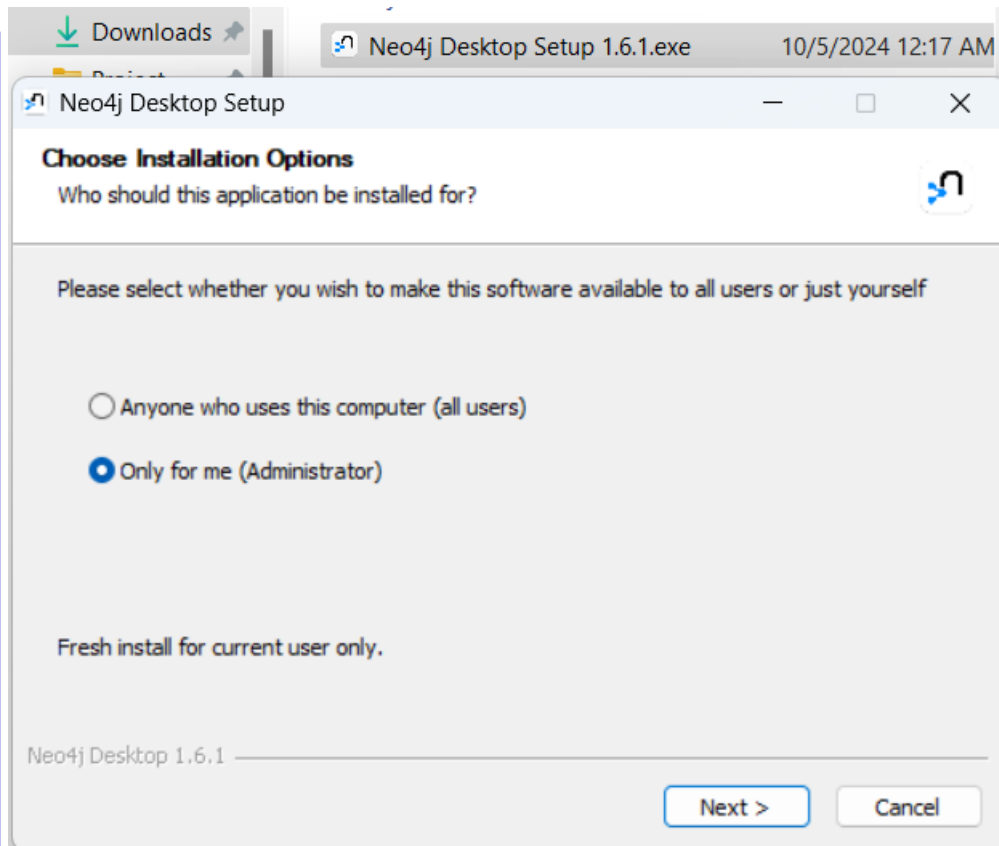 Downloads
Neo4j Desktop Setup 1.6.1.exe 10/5/2024 12:17 AM
Project
Neo4j Desktop Setup
Choose Installation Options
Who should this application be installed for?
Please select whether you wish to make this software available to all users or just yourself
Anyone who uses this computer (all users)
Only for me (Administrator)
Fresh install for current user only.
Neo4j Desktop 1.6.1
Next >
Cancel